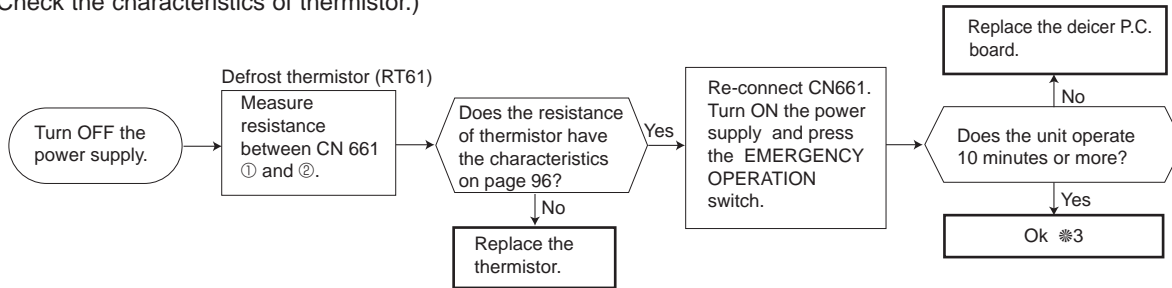 Check the characteristics of thermistor.)
Turn OFF the
power supply.
Defrost thermistor (RT61)
Measure
resistance
between CN 661
① and ②.
Does the resistance
of thermistor have
the characteristics
on page 96?
Yes
No
Replace the
thermistor.
Re-connect CN661.
Turn ON the power
supply and press
the EMERGENCY
OPERATION
switch.
Does the unit operate
10 minutes or more?
No
Replace the deicer P.C.
board.
Yes
Ok ❊3